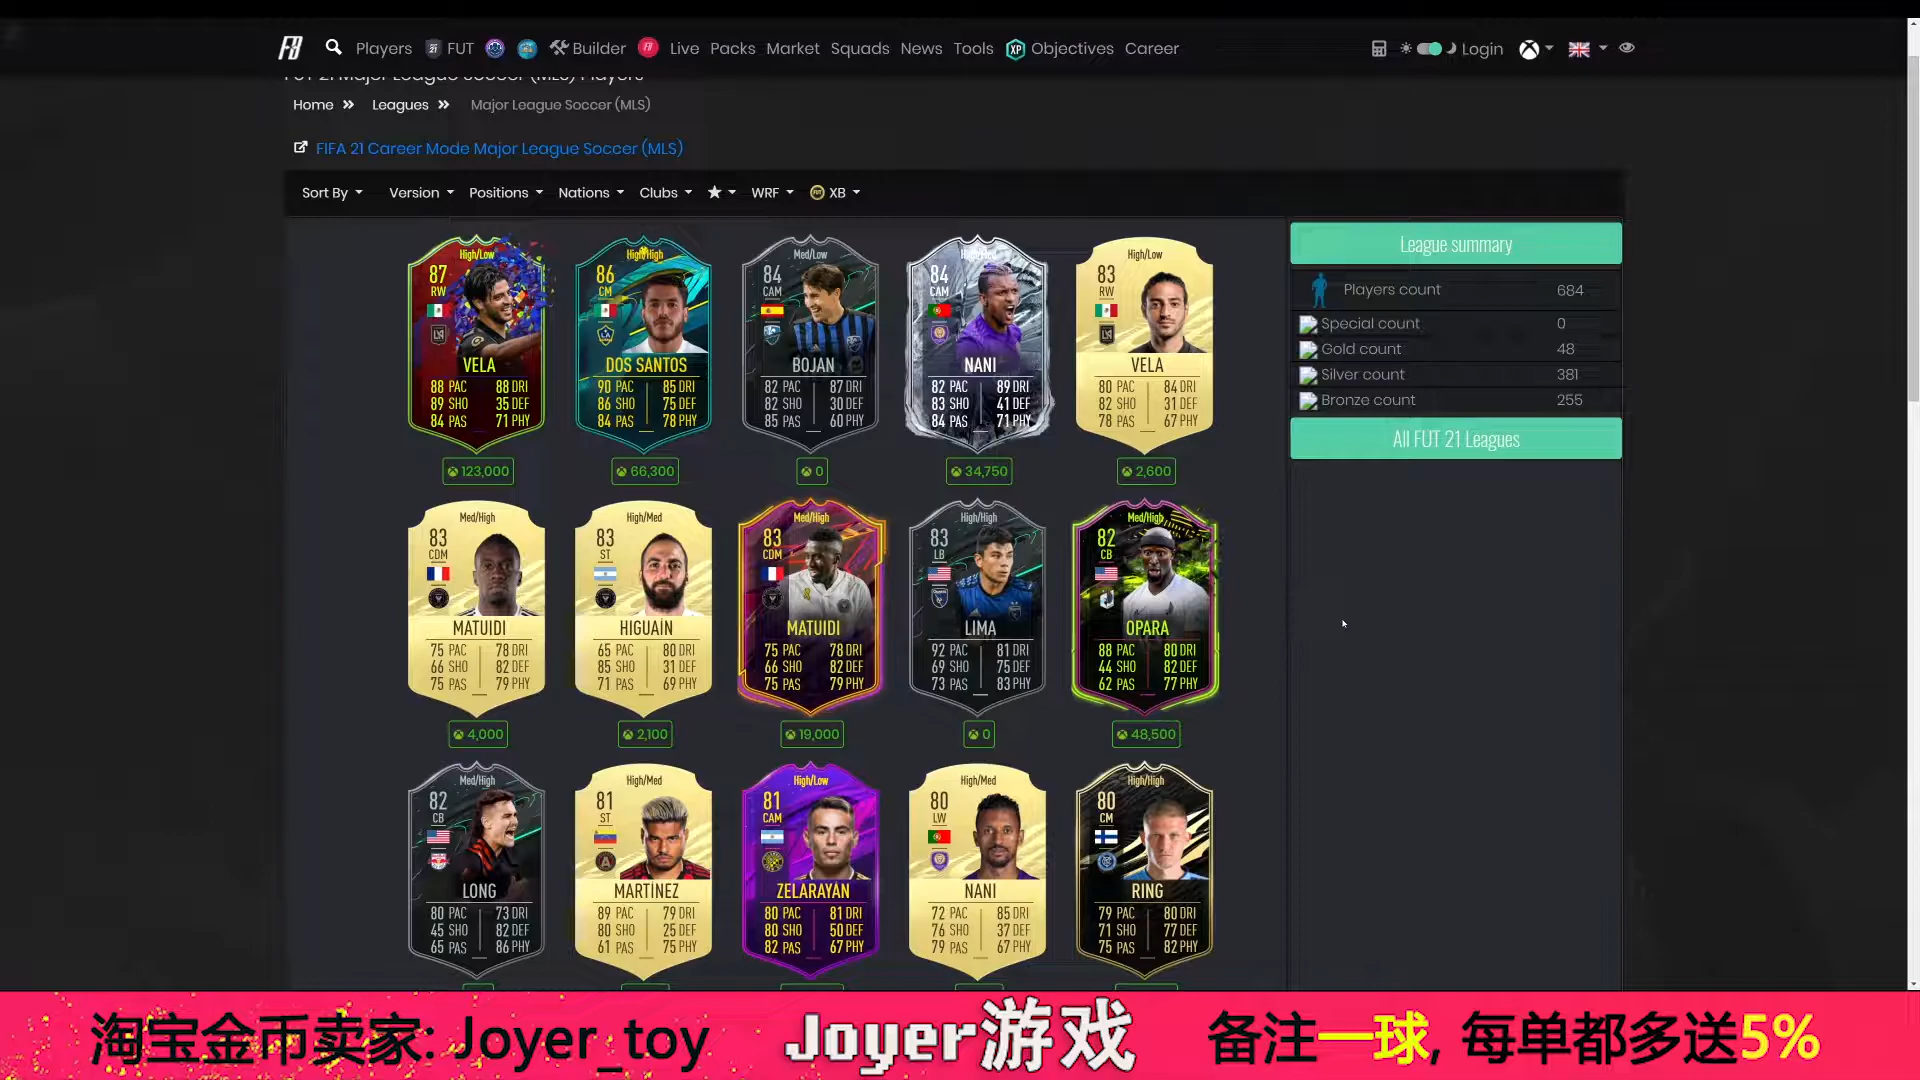 Players FUT Builder Live Packs Market Squads News Tools XP Objectives Career Login
FUT 21 Major League Soccer (MLS) Players
Home » Leagues » Major League Soccer (MLS)
FIFA 21 Career Mode Major League Soccer (MLS)
Sort By Version Positions Nations Clubs WRF XB
High/Low
87
RW
VELA
88 PAC 88 DRI
89 SHO 35 DEF
84 PAS 71 PHY
123,000
High/High
86
CM
DOS SANTOS
90 PAC 85 DRI
86 SHO 75 DEF
84 PAS 78 PHY
66,300
Med/Low
84
CAM
BOJAN
82 PAC 87 DRI
82 SHO 30 DEF
85 PAS 60 PHY
0
84
CAM
NANI
82 PAC 89 DRI
83 SHO 41 DEF
84 PAS 71 PHY
34,750
High/Low
83
RW
VELA
80 PAC 84 DRI
82 SHO 31 DEF
78 PAS 67 PHY
2,600
Med/High
83
CDM
MATUIDI
75 PAC 78 DRI
66 SHO 82 DEF
75 PAS 79 PHY
4,000
High/Med
83
ST
HIGUAÍN
65 PAC 80 DRI
85 SHO 31 DEF
71 PAS 69 PHY
2,100
Med/High
83
CDM
MATUIDI
75 PAC 78 DRI
66 SHO 82 DEF
75 PAS 79 PHY
19,000
High/High
83
LB
LIMA
92 PAC 81 DRI
69 SHO 75 DEF
73 PAS 83 PHY
0
Med/High
82
CB
OPARA
88 PAC 80 DRI
44 SHO 82 DEF
62 PAS 77 PHY
48,500
Med/High
82
CB
LONG
80 PAC 73 DRI
45 SHO 82 DEF
65 PAS 86 PHY
High/Med
81
ST
MARTÍNEZ
89 PAC 79 DRI
80 SHO 25 DEF
61 PAS 75 PHY
High/Low
81
CAM
ZELARAYÁN
80 PAC 81 DRI
80 SHO 50 DEF
82 PAS 67 PHY
High/Med
80
LW
NANI
72 PAC 85 DRI
76 SHO 37 DEF
79 PAS 67 PHY
High/High
80
CM
RING
79 PAC 80 DRI
71 SHO 77 DEF
75 PAS 82 PHY
League summary
Players count 684
Special count 0
Gold count 48
Silver count 381
Bronze count 255
All FUT 21 Leagues
淘宝金币卖家: Joyer_toy Joyer游戏 备注一球, 每单都多送5%